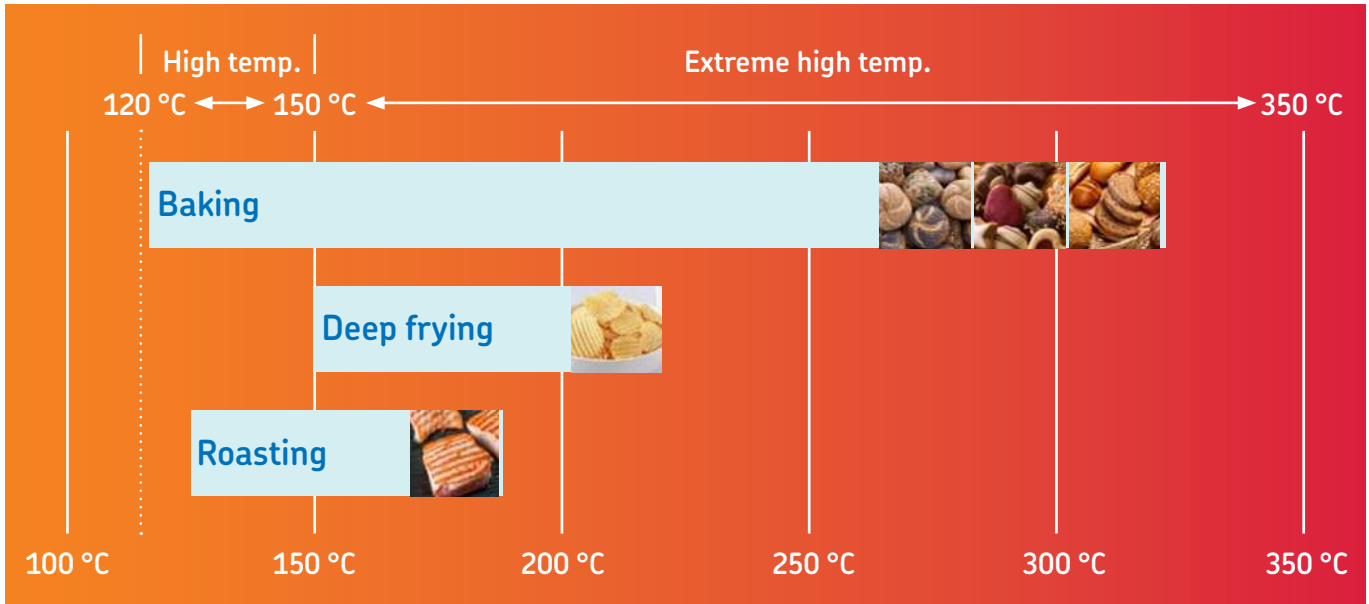 High temp.
Extreme high temp.
120 °C
150 °C
350 °C
Baking
Deep frying
Roasting
100 °C
150 °C
200 °C
250 °C
300 °C
350 °C